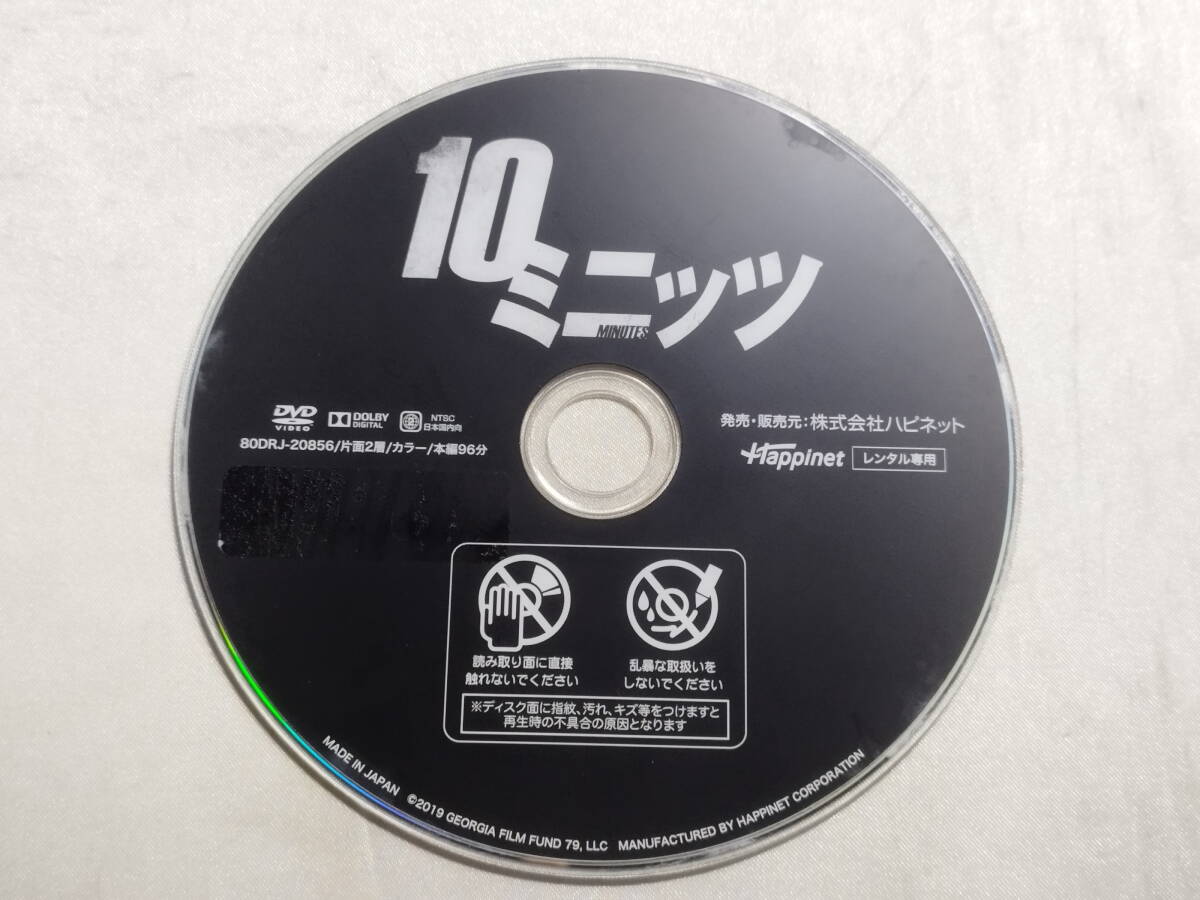 10
ミニッツ
MINUTES
DVD
VIDEO
DOLBY
DIGITAL
2
NTSC
日本国内向
80DRJ-20856/片面2層/カラー/本編96分
発売・販売元:株式会社ハピネット
Happinet レンタル専用
読み取り面に直接
触れないでください
乱暴な取扱いを
しないでください
※ディスク面に指紋、汚れ、キズ等をつけますと
再生時の不具合の原因となります
MADE IN JAPAN ©2019 GEORGIA FILM FUND 79, LLC MANUFACTURED BY HAPPINET CORPORATION